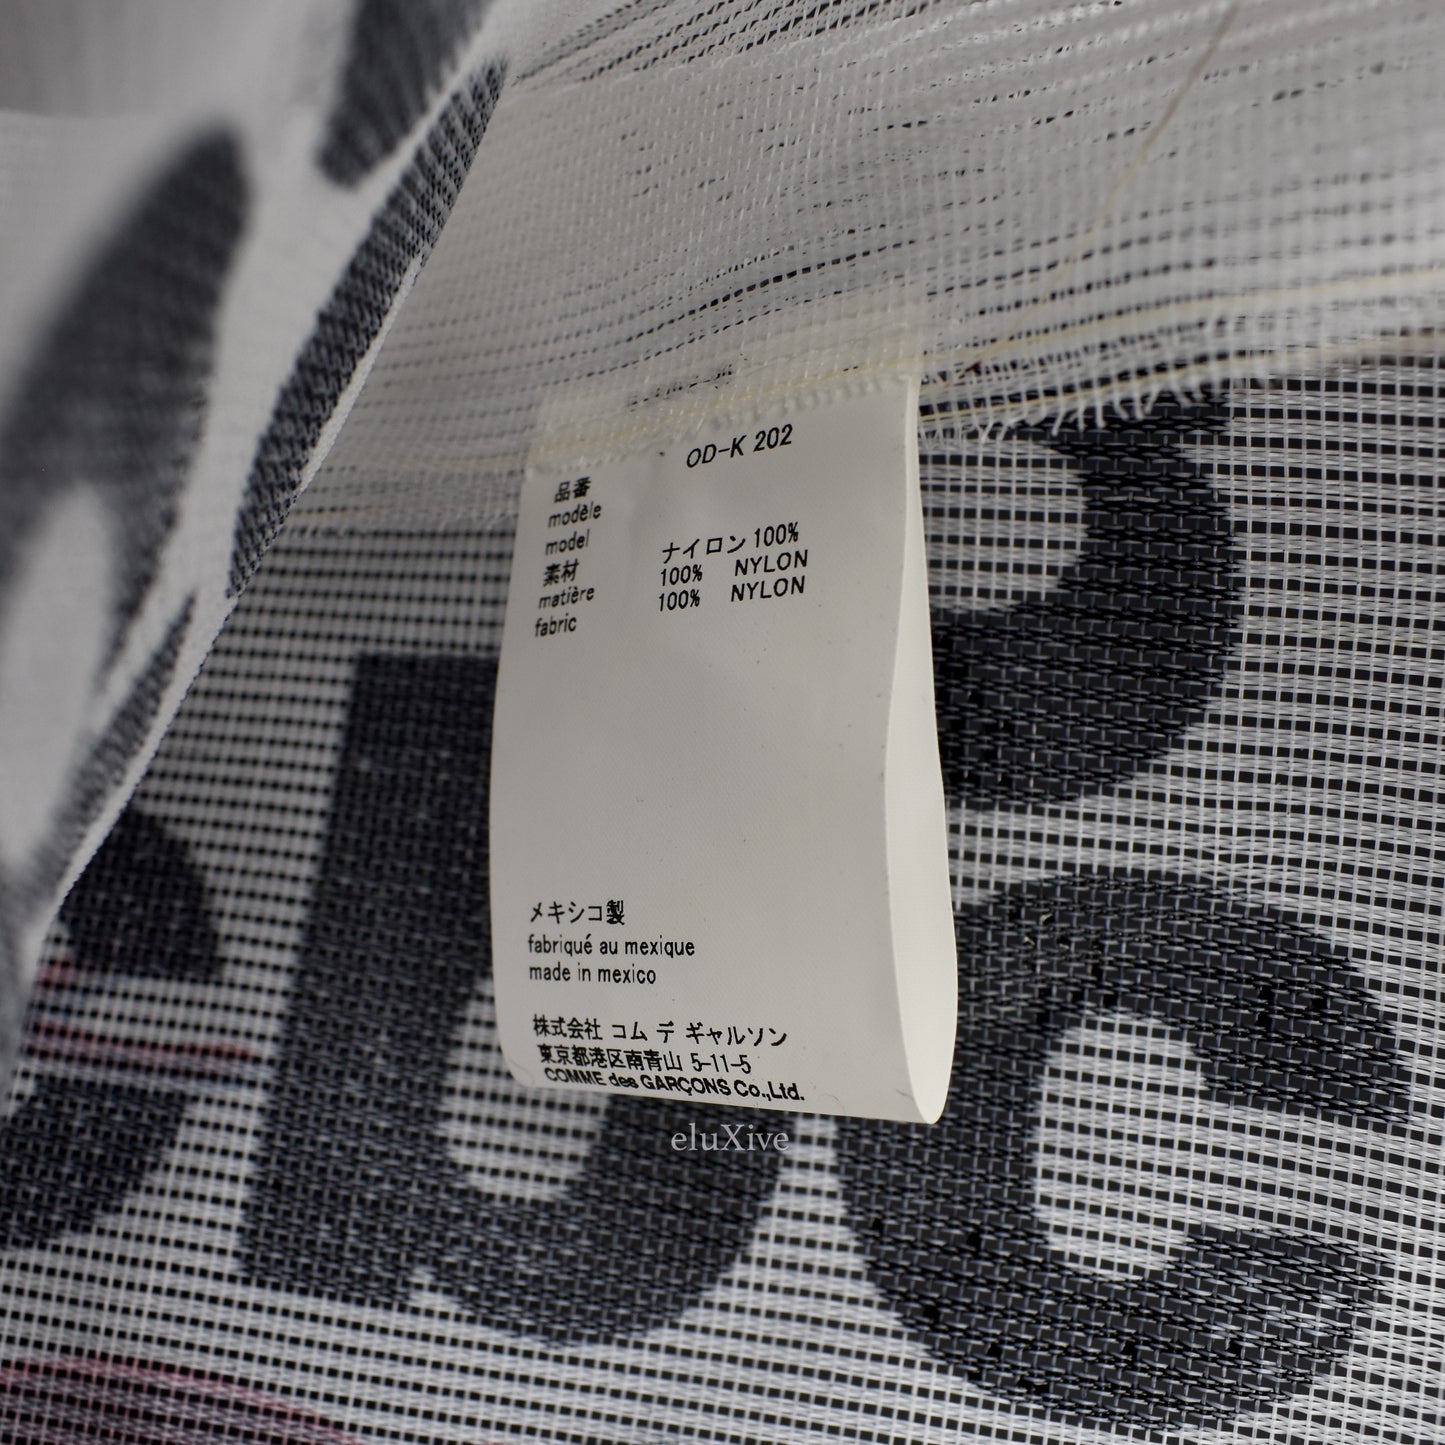 OD-K 202
品番
modèle
model
素材 ナイロン 100%
matière 100% NYLON
fabric 100% NYLON
メキシコ製
fabriqué au mexique
made in mexico
株式会社 コム デ ギャルソン
東京都港区南青山 5-11-5
COMME des GARÇONS Co.,Ltd.
eluXive